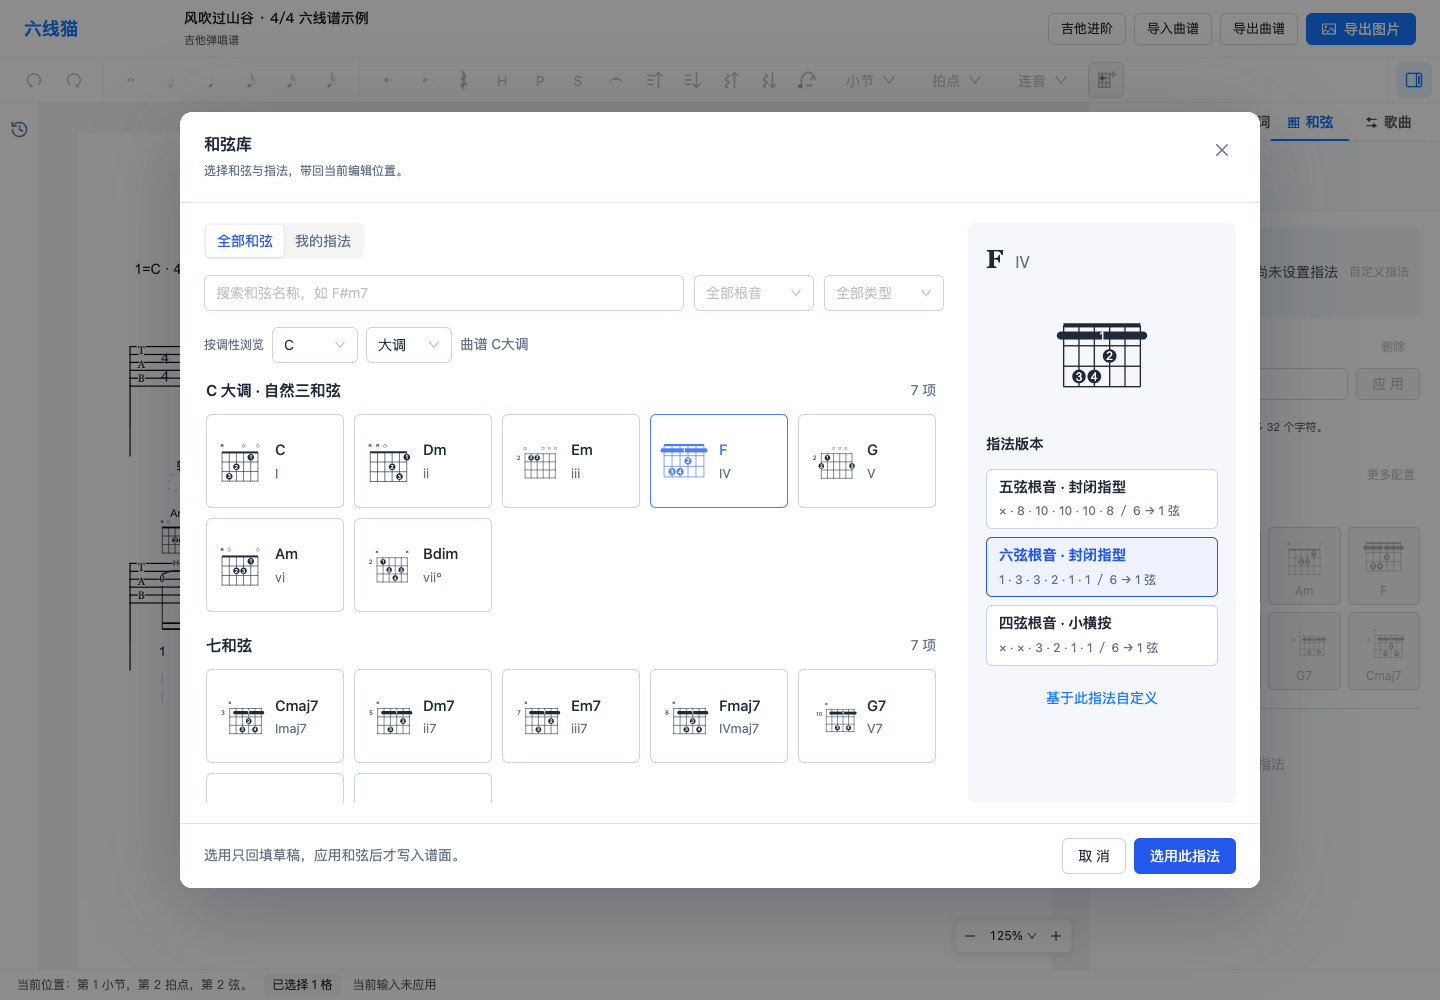 六线猫
风吹过山谷 · 4/4 六线谱示例
吉他弹唱谱
吉他进阶
导入曲谱
导出曲谱
导出图片
H P S
小节
拍点
连音
词
和弦
歌曲
和弦库
选择和弦与指法，带回当前编辑位置。
全部和弦
我的指法
搜索和弦名称，如 F#m7
全部根音
全部类型
按调性浏览
C
大调
曲谱 C大调
C 大调 · 自然三和弦
7 项
C
I
Dm
ii
Em
iii
F
IV
G
V
Am
vi
Bdim
vii°
七和弦
7 项
Cmaj7
Imaj7
Dm7
ii7
Em7
iii7
Fmaj7
IVmaj7
G7
V7
F IV
1
2
3 4
指法版本
五弦根音 · 封闭指型
× · 8 · 10 · 10 · 10 · 8 / 6 → 1 弦
六弦根音 · 封闭指型
1 · 3 · 3 · 2 · 1 · 1 / 6 → 1 弦
四弦根音 · 小横按
× · × · 3 · 2 · 1 · 1 / 6 → 1 弦
基于此指法自定义
选用只回填草稿，应用和弦后才写入谱面。
取 消
选用此指法
1=C · 4
T
A
B
4
4
T
A
B
1
尚未设置指法
自定义指法
删除
应 用
32 个字符。
更多配置
Am
F
G7
Cmaj7
指法
125%
当前位置：第 1 小节，第 2 拍点，第 2 弦。
已选择 1 格
当前输入未应用